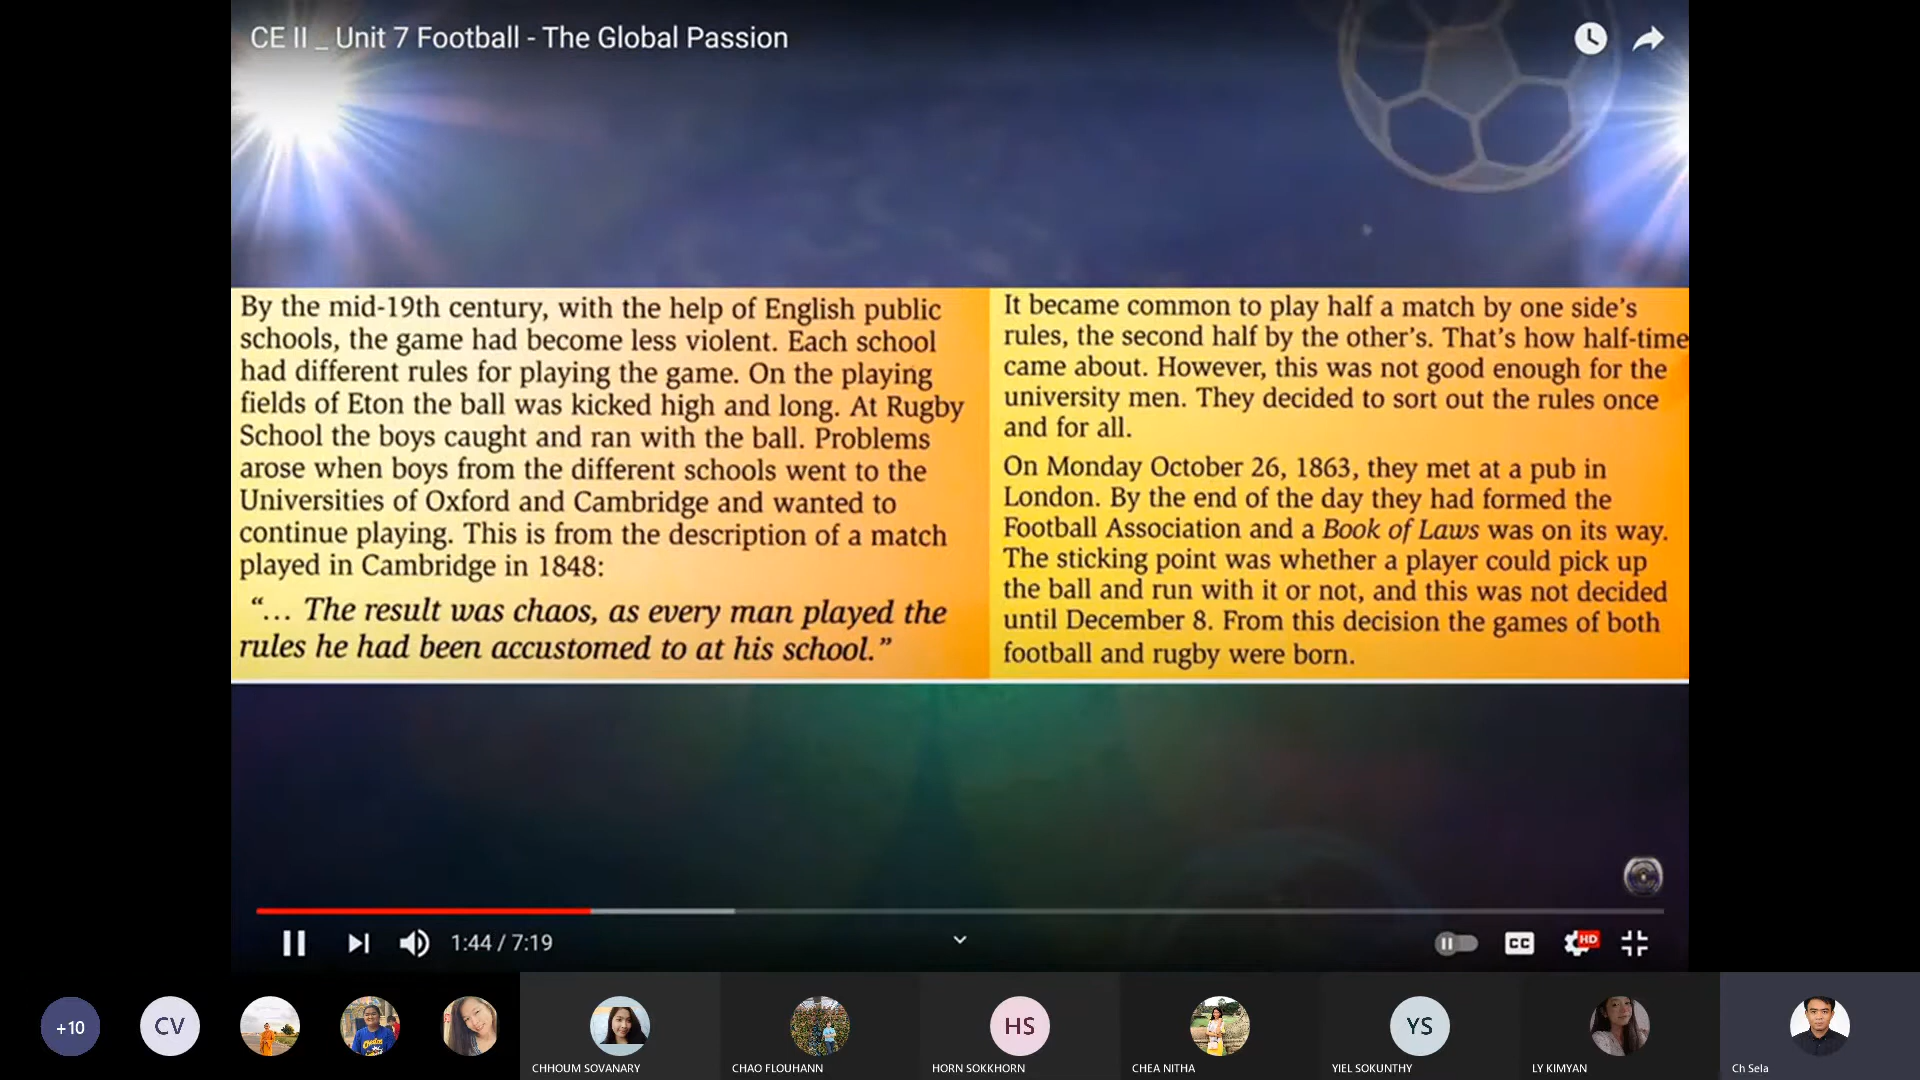 CE II _ Unit 7 Football - The Global Passion
By the mid-19th century, with the help of English public
schools, the game had become less violent. Each school
had different rules for playing the game. On the playing
fields of Eton the ball was kicked high and long. At Rugby
School the boys caught and ran with the ball. Problems
arose when boys from the different schools went to the
Universities of Oxford and Cambridge and wanted to
continue playing. This is from the description of a match
played in Cambridge in 1848:
“… The result was chaos, as every man played the
rules he had been accustomed to at his school.”
It became common to play half a match by one side’s
rules, the second half by the other’s. That’s how half-time
came about. However, this was not good enough for the
university men. They decided to sort out the rules once
and for all.
On Monday October 26, 1863, they met at a pub in
London. By the end of the day they had formed the
Football Association and a Book of Laws was on its way.
The sticking point was whether a player could pick up
the ball and run with it or not, and this was not decided
until December 8. From this decision the games of both
football and rugby were born.
1:44 / 7:19
CC
HD
+10
CV
HS
YS
CHHOUM SOVANARY
CHAO FLOUHANN
HORN SOKKHORN
CHEA NITHA
YIEL SOKUNTHY
LY KIMYAN
Ch Sela